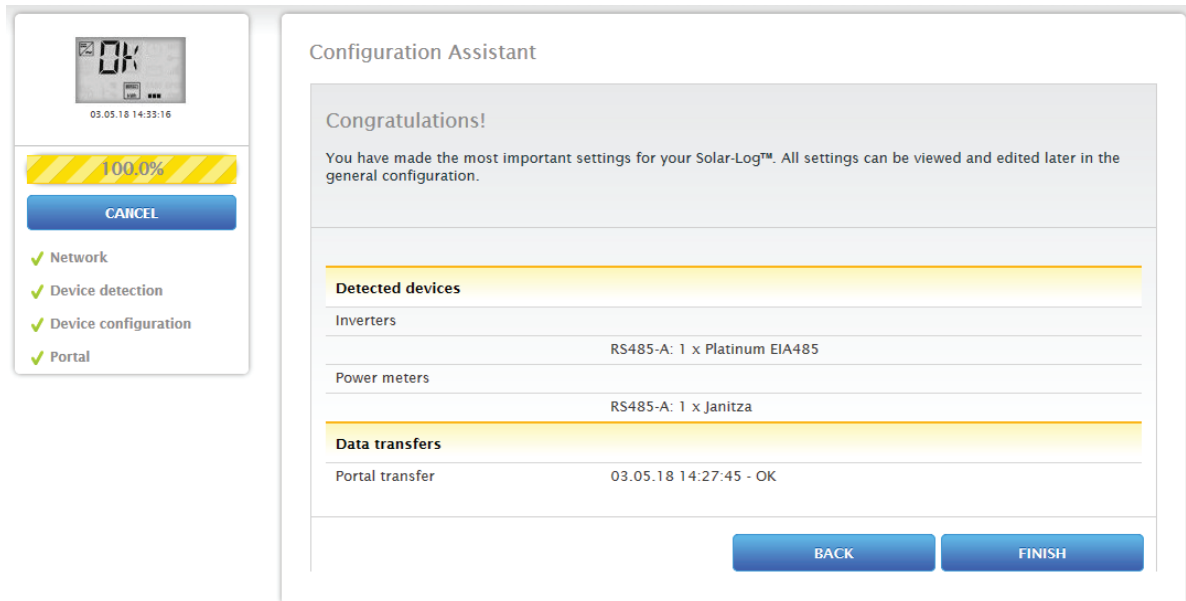 OK
03.05.18 14:33:16
100.0%
CANCEL
Network
Device detection
Device configuration
Portal
Configuration Assistant
Congratulations!
You have made the most important settings for your Solar-Log™. All settings can be viewed and edited later in the
general configuration.
Detected devices
Inverters
RS485-A: 1 x Platinum EIA485
Power meters
RS485-A: 1 x Janitza
Data transfers
Portal transfer 03.05.18 14:27:45 - OK
BACK FINISH